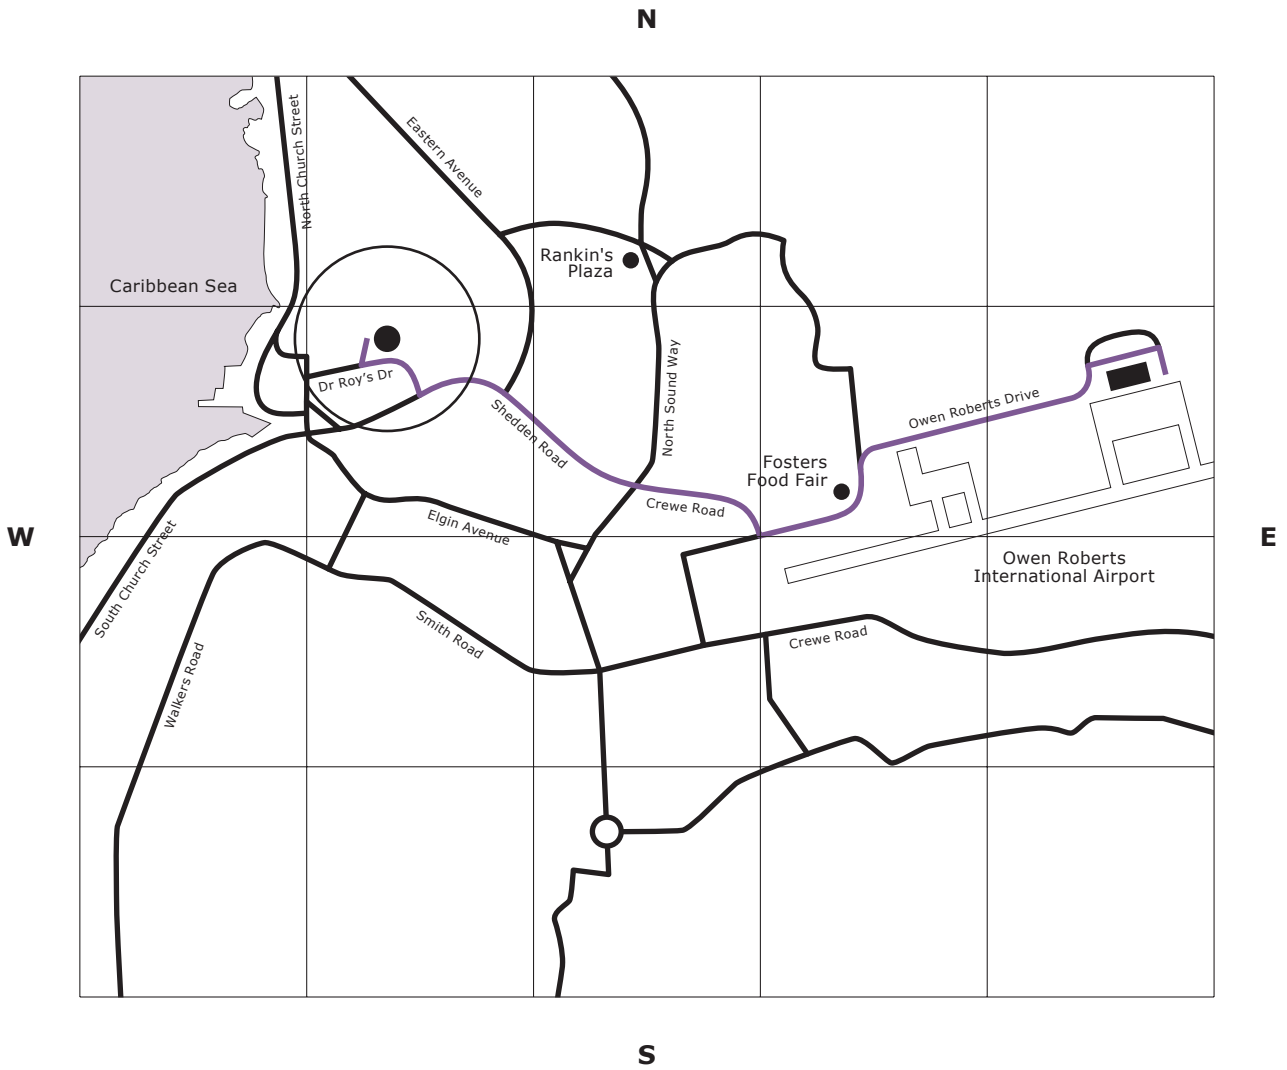 N
North Church Street
Eastern Avenue
Rankin's
Plaza
Caribbean Sea
Dr Roy’s Dr
North Sound Way
Shedden Road
Owen Roberts Drive
Fosters
Food Fair
Crewe Road
Elgin Avenue
W
E
South Church Street
Owen Roberts
International Airport
Smith Road
Crewe Road
Walkers Road
S